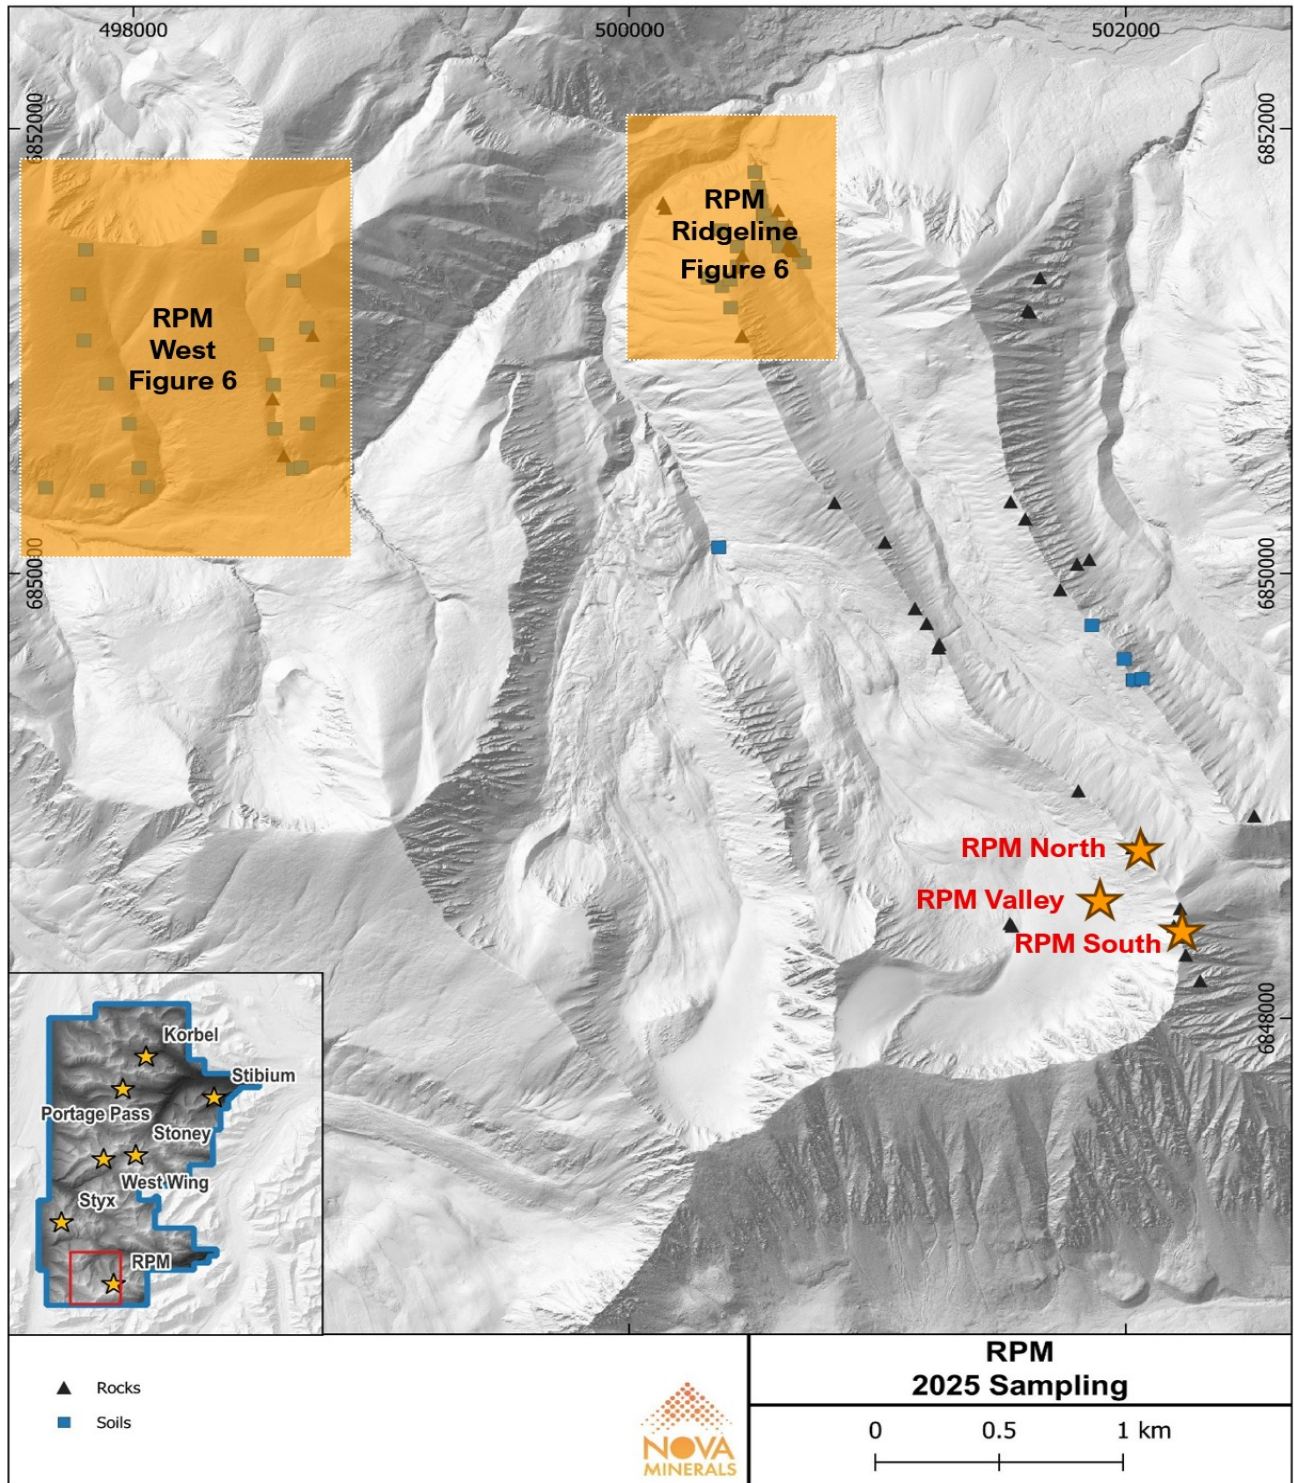 498000
500000
502000
6852000
6852000
RPM
Ridgeline
Figure 6
RPM
West
Figure 6
6850000
6850000
RPM North
RPM Valley
RPM South
6848000
Korbel
Stibium
Portage Pass
Stoney
West Wing
Styx
RPM
Rocks
Soils
NOVA
MINERALS
RPM
2025 Sampling
0 0.5 1 km